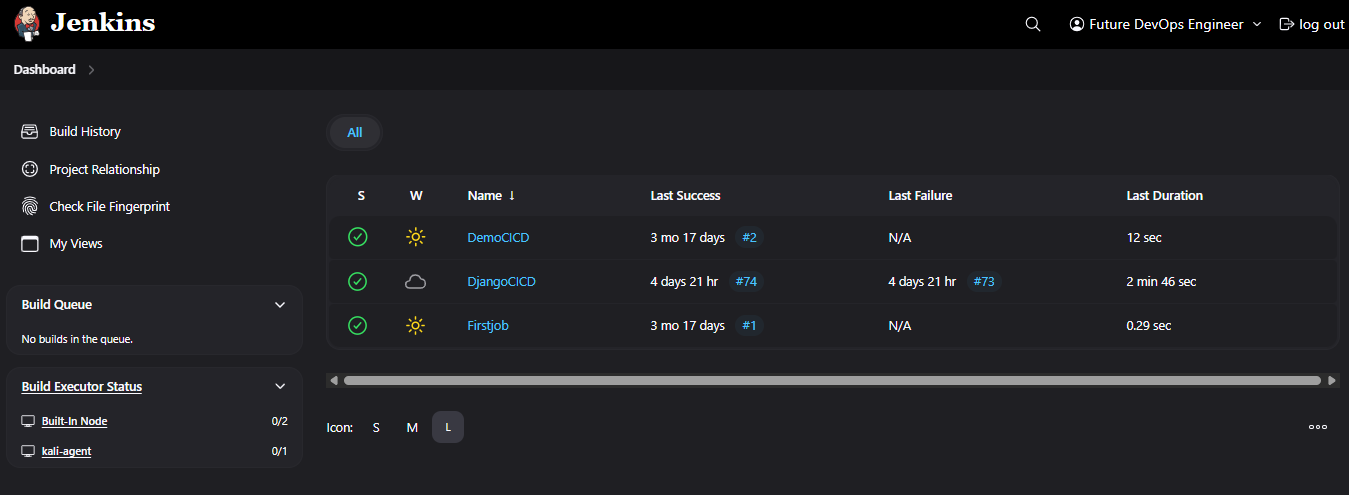 Jenkins
Future DevOps Engineer
log out
Dashboard
Build History
Project Relationship
Check File Fingerprint
My Views
Build Queue
No builds in the queue.
Build Executor Status
Built-In Node 0/2
kali-agent 0/1
All
S W Name ↓ Last Success Last Failure Last Duration
DemoCICD 3 mo 17 days #2 N/A 12 sec
DjangoCICD 4 days 21 hr #74 4 days 21 hr #73 2 min 46 sec
Firstjob 3 mo 17 days #1 N/A 0.29 sec
Icon: S M L